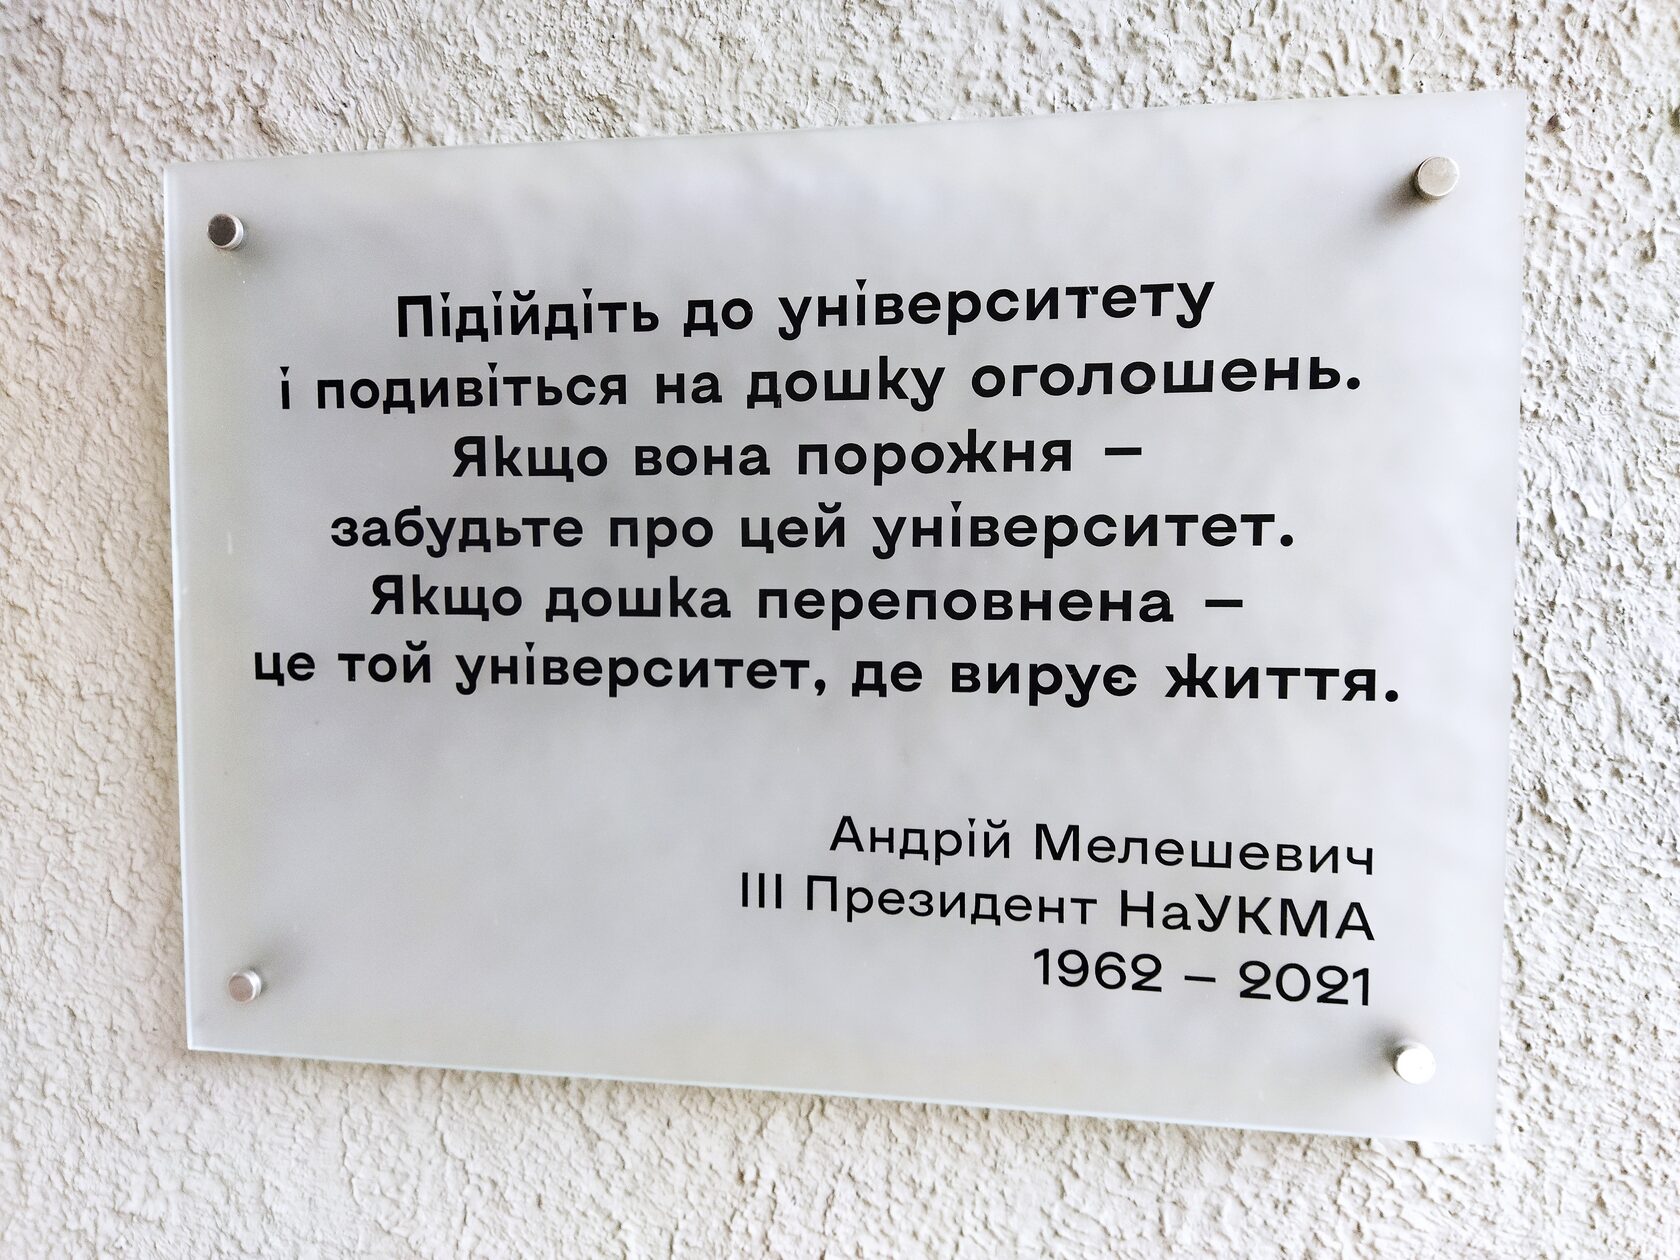 Підійдіть до університету
і подивіться на дошку оголошень.
Якщо вона порожня –
забудьте про цей університет.
Якщо дошка переповнена –
це той університет, де вирує життя.
Андрій Мелешевич
III Президент НаУКМА
1962 – 2021